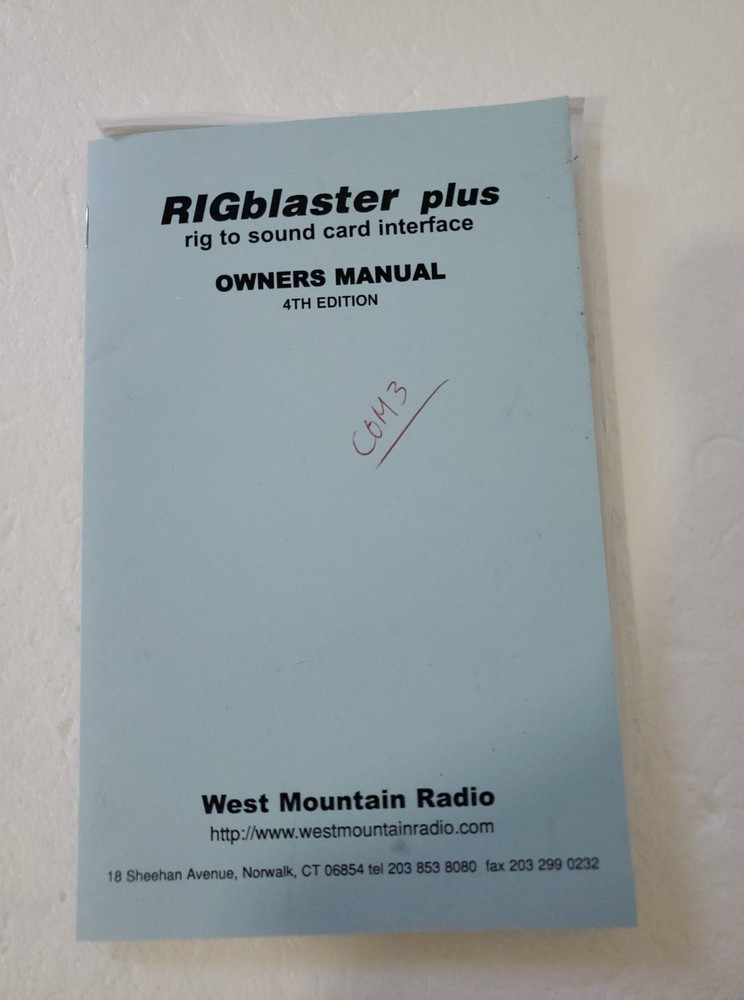 RIGblaster plus
rig to sound card interface
OWNERS MANUAL
4TH EDITION
COM3
West Mountain Radio
http://www.westmountainradio.com
18 Sheehan Avenue, Norwalk, CT 06854 tel 203 853 8080 fax 203 299 0232